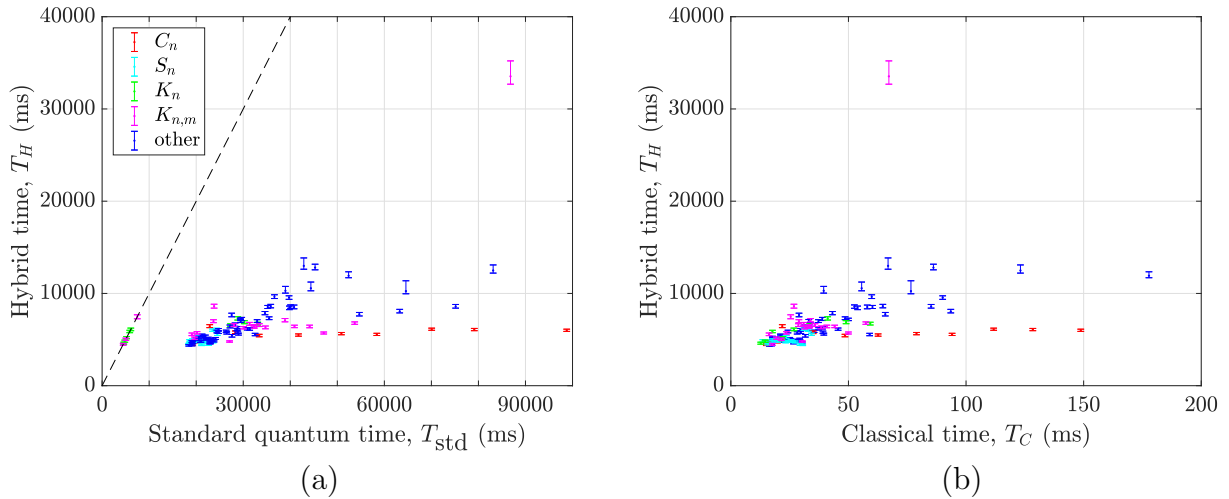 40000
30000
20000
10000
0
Hybrid time, T_H (ms)
C_n
S_n
K_n
K_{n,m}
other
0
30000
60000
90000
Standard quantum time, T_std (ms)
(a)
40000
30000
20000
10000
0
Hybrid time, T_H (ms)
0
50
100
150
200
Classical time, T_C (ms)
(b)